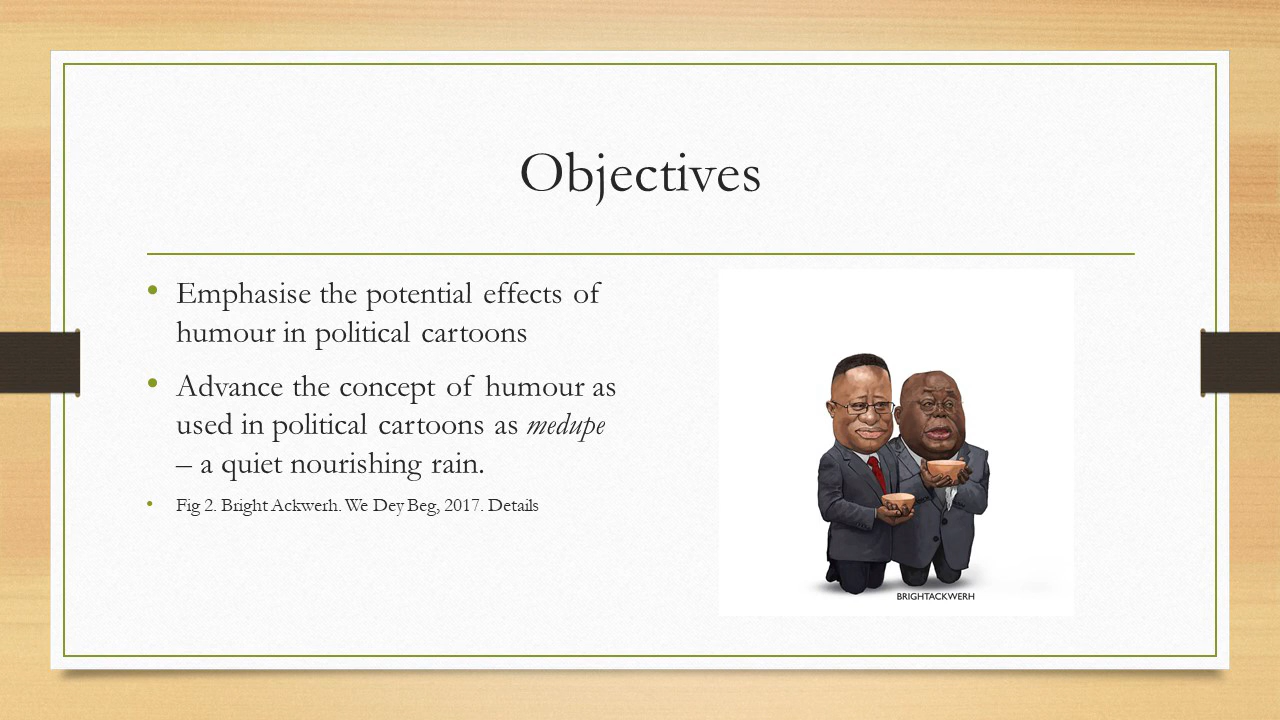 Objectives
• Emphasise the potential effects of
humour in political cartoons
• Advance the concept of humour as
used in political cartoons as medupe
– a quiet nourishing rain.
• Fig 2. Bright Ackwerh. We Dey Beg, 2017. Details
BRIGHTACKWERH